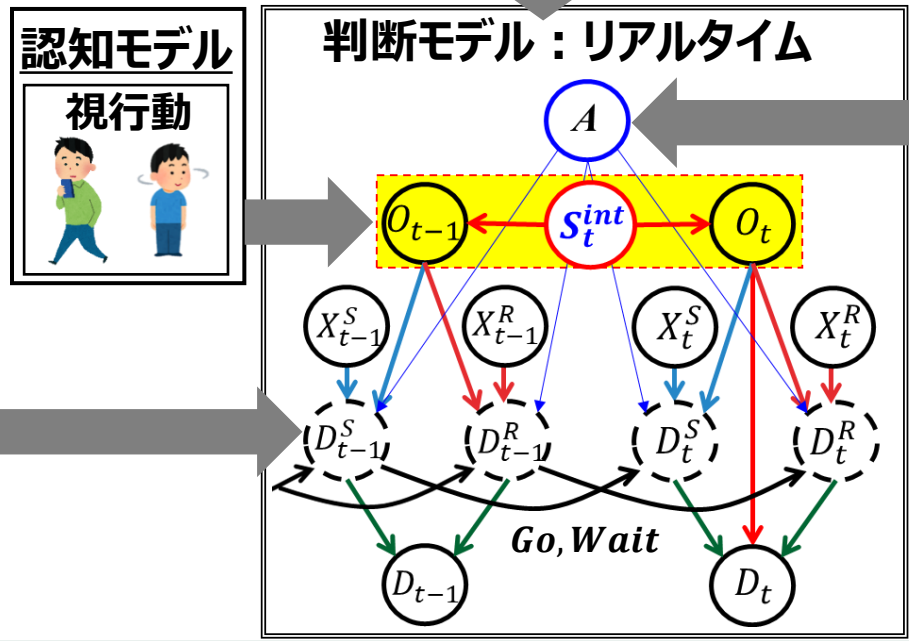 認知モデル
視行動
判断モデル：リアルタイム
A
O_{t-1}
S_t^{int}
O_t
X_{t-1}^S
X_{t-1}^R
X_t^S
X_t^R
D_{t-1}^S
D_{t-1}^R
D_t^S
D_t^R
Go, Wait
D_{t-1}
D_t